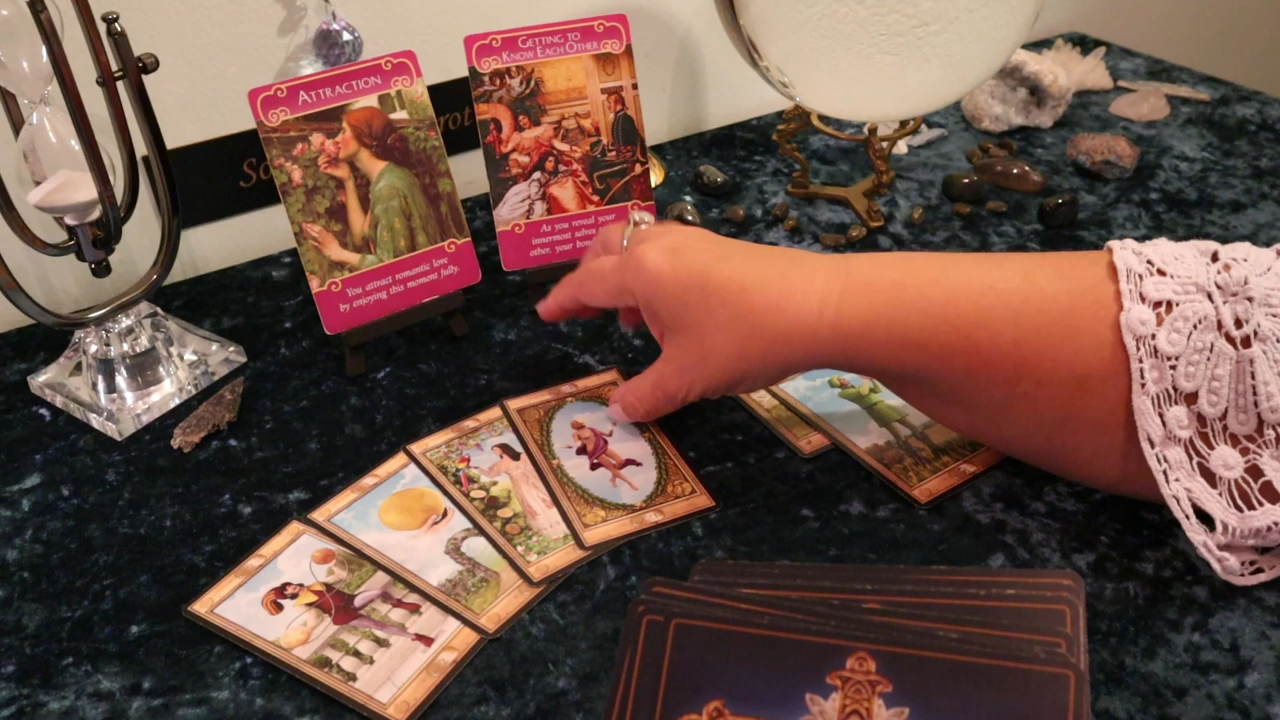 ATTRACTION
You attract romantic love
by enjoying this moment fully.
GETTING TO
KNOW EACH OTHER
As you reveal your
innermost selves
other, your